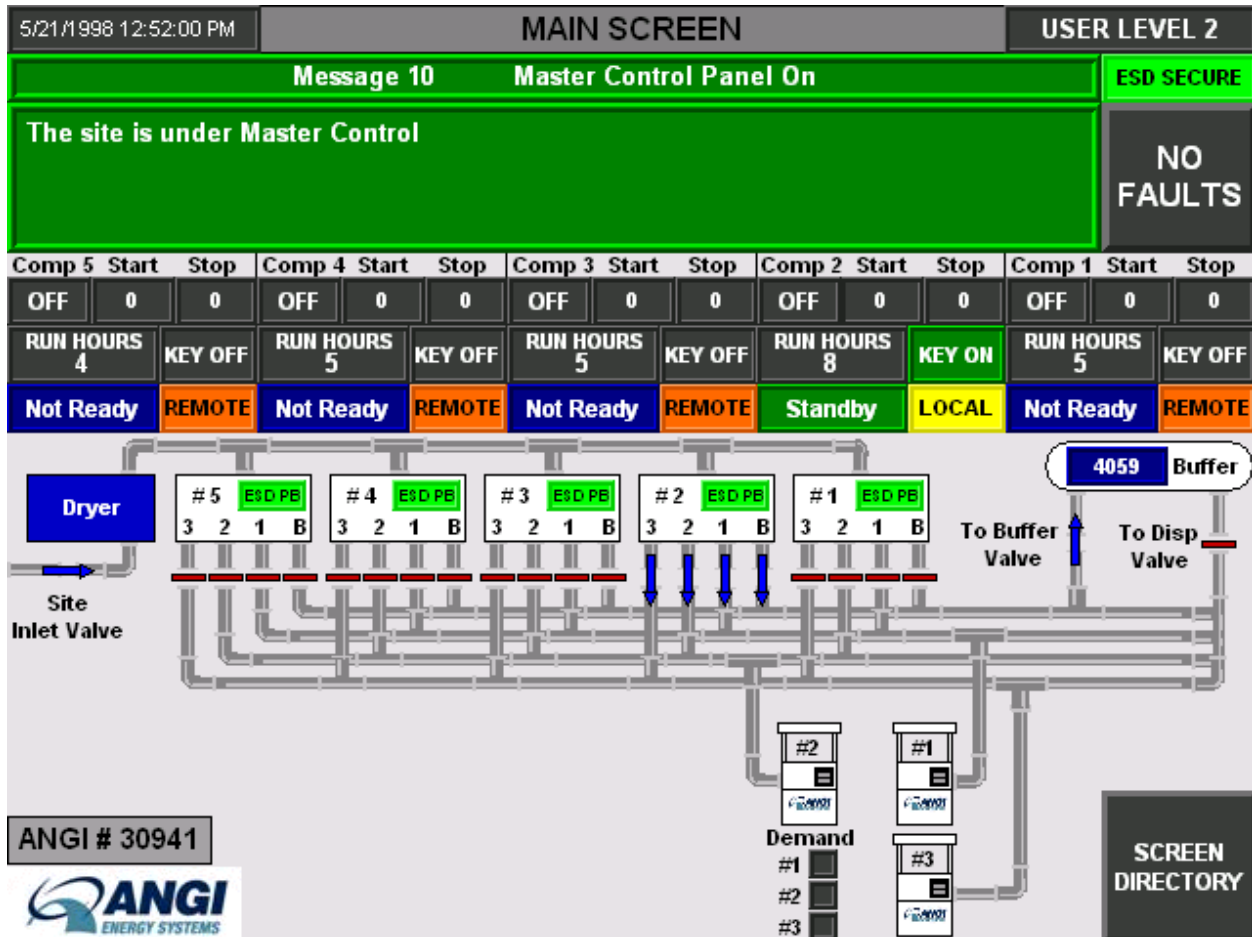 5/21/1998 12:52:00 PM MAIN SCREEN USER LEVEL 2
Message 10 Master Control Panel On ESD SECURE
The site is under Master Control
NO
FAULTS
Comp 5 Start Stop Comp 4 Start Stop Comp 3 Start Stop Comp 2 Start Stop Comp 1 Start Stop
OFF 0 0 OFF 0 0 OFF 0 0 OFF 0 0 OFF 0 0
RUN HOURS 4 KEY OFF RUN HOURS 5 KEY OFF RUN HOURS 5 KEY OFF RUN HOURS 8 KEY ON RUN HOURS 5 KEY OFF
Not Ready REMOTE Not Ready REMOTE Not Ready REMOTE Standby LOCAL Not Ready REMOTE
4059 Buffer
Dryer
#5 ESD PB #4 ESD PB #3 ESD PB #2 ESD PB #1 ESD PB
3 2 1 B 3 2 1 B 3 2 1 B 3 2 1 B 3 2 1 B
To Buffer
Valve
To Disp
Valve
Site
Inlet Valve
#2 #1
ANGI ANGI
Demand
#1
#2
#3
#3
ANGI
ANGI # 30941
ANGI
ENERGY SYSTEMS
SCREEN
DIRECTORY